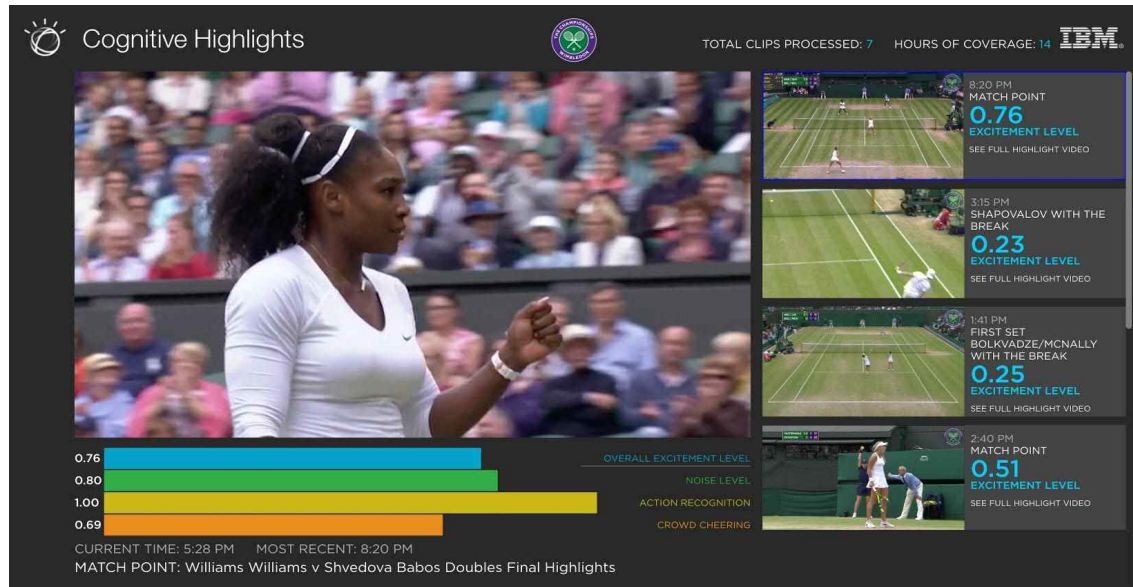 Cognitive Highlights
THE CHAMPIONSHIPS
WIMBLEDON
TOTAL CLIPS PROCESSED: 7 HOURS OF COVERAGE: 14 IBM.
8:20 PM
MATCH POINT
0.76
EXCITEMENT LEVEL
SEE FULL HIGHLIGHT VIDEO
3:15 PM
SHAPOVALOV WITH THE
BREAK
0.23
EXCITEMENT LEVEL
SEE FULL HIGHLIGHT VIDEO
1:41 PM
FIRST SET
BOLKVADZE/MCNALLY
WITH THE BREAK
0.25
EXCITEMENT LEVEL
SEE FULL HIGHLIGHT VIDEO
2:40 PM
MATCH POINT
0.51
EXCITEMENT LEVEL
SEE FULL HIGHLIGHT VIDEO
0.76 OVERALL EXCITEMENT LEVEL
0.80 NOISE LEVEL
1.00 ACTION RECOGNITION
0.69 CROWD CHEERING
CURRENT TIME: 5:28 PM MOST RECENT: 8:20 PM
MATCH POINT: Williams Williams v Shvedova Babos Doubles Final Highlights